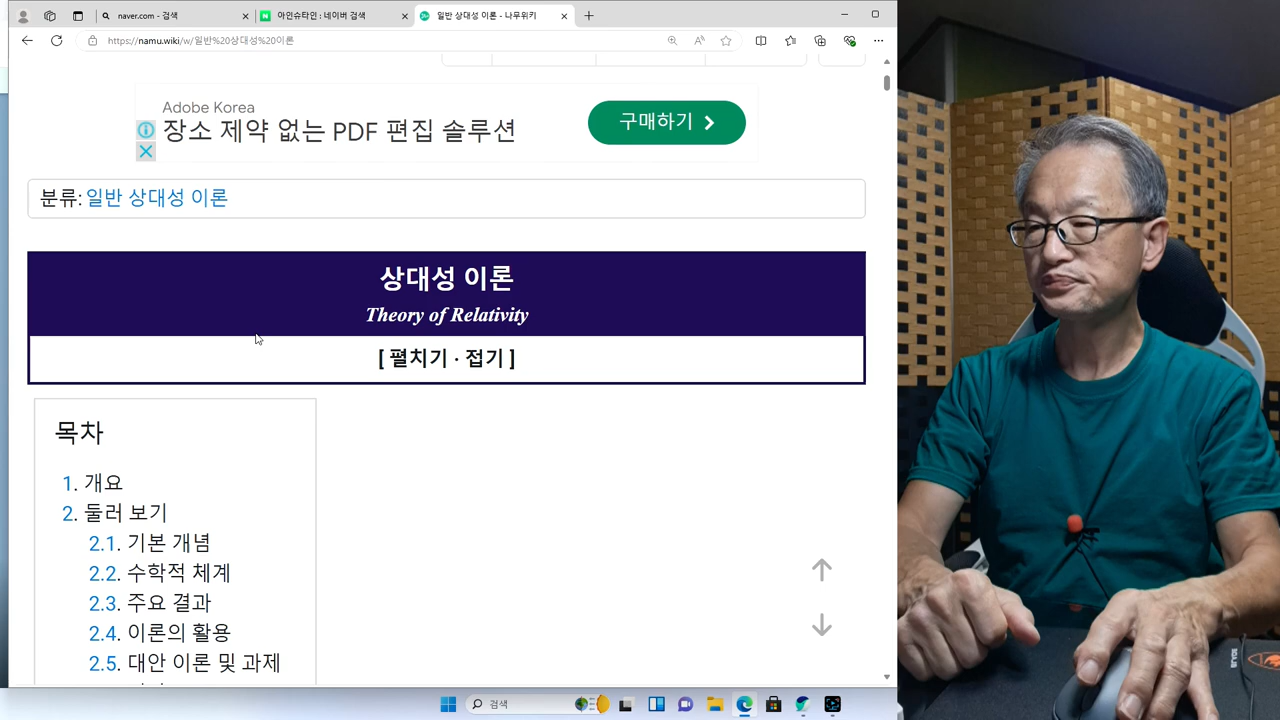 naver.com - 검색
아인슈타인 : 네이버 검색
일반 상대성 이론 - 나무위키
https://namu.wiki/w/일반%20상대성%20이론
Adobe Korea
장소 제약 없는 PDF 편집 솔루션
구매하기
분류: 일반 상대성 이론
상대성 이론
Theory of Relativity
[ 펼치기 · 접기 ]
목차
1. 개요
2. 둘러 보기
2.1. 기본 개념
2.2. 수학적 체계
2.3. 주요 결과
2.4. 이론의 활용
2.5. 대안 이론 및 과제
검색